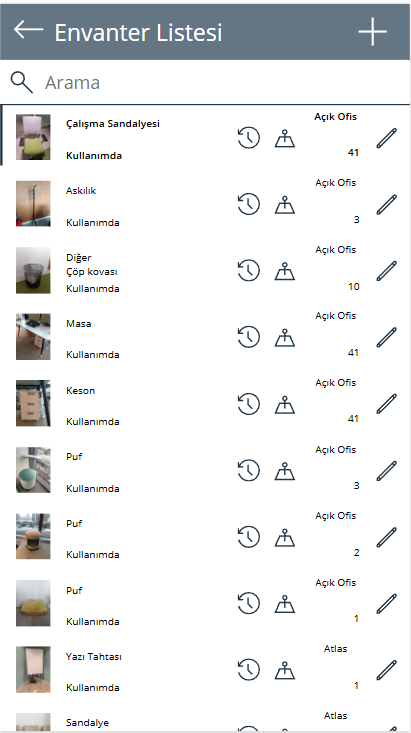 Envanter Listesi
Arama
Çalışma Sandalyesi
Açık Ofis
Kullanımda
41
Askılık
Açık Ofis
Kullanımda
3
Diğer
Açık Ofis
Çöp kovası
Kullanımda
10
Masa
Açık Ofis
Kullanımda
41
Keson
Açık Ofis
Kullanımda
41
Puf
Açık Ofis
Kullanımda
3
Puf
Açık Ofis
Kullanımda
2
Puf
Açık Ofis
Kullanımda
1
Yazı Tahtası
Atlas
Kullanımda
1
Sandalye
Atlas